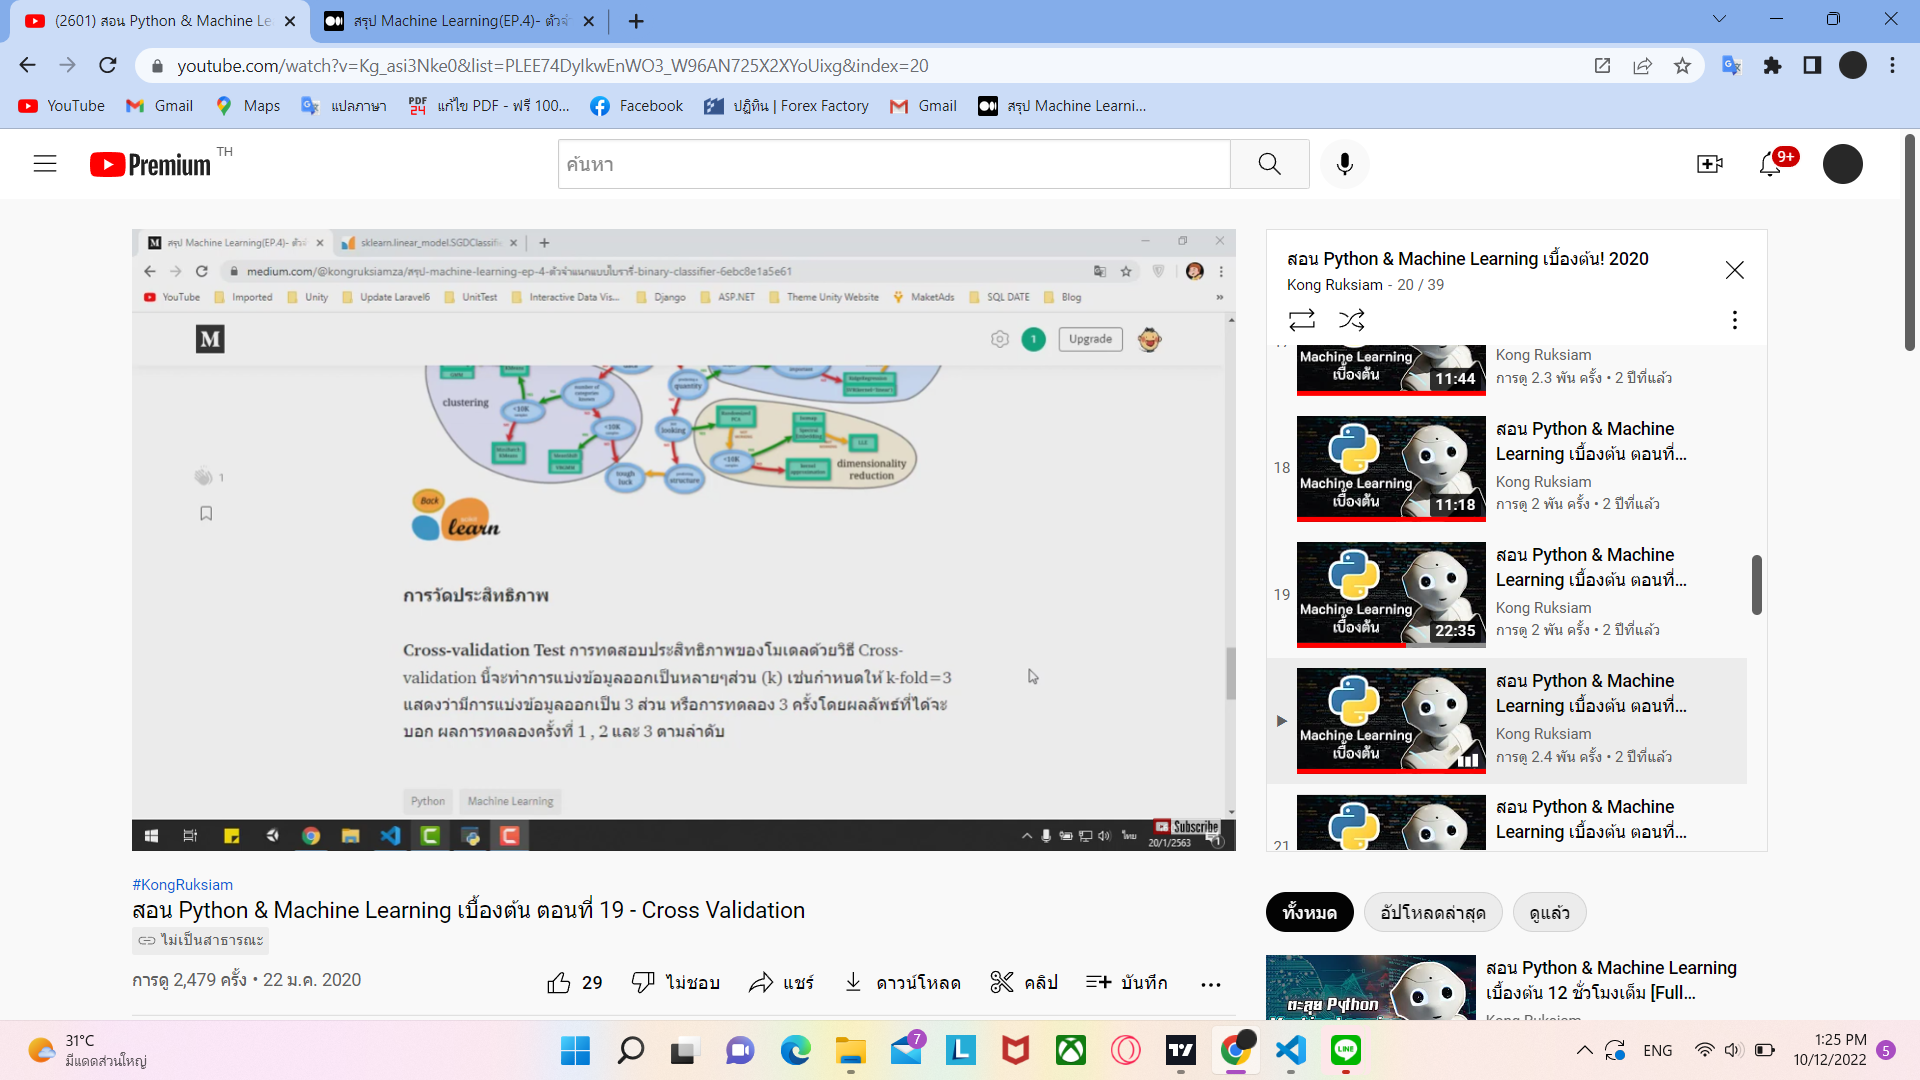 (2601) สอน Python & Machine Le
สรุป Machine Learning(EP.4)- ตัวจำ
youtube.com/watch?v=Kg_asi3Nke0&list=PLEE74DyIkwEnWO3_W96AN725X2XYoUixg&index=20
YouTube
Gmail
Maps
แปลภาษา
PDF 24
แก้ไข PDF - ฟรี 100...
Facebook
ปฏิทิน | Forex Factory
Gmail
สรุป Machine Learni...
Premium TH
ค้นหา
9+
สรุป Machine Learning(EP.4)- ตัวจำ
sklearn.linear_model.SGDClassifi
medium.com/@kongruksiamza/สรุป-machine-learning-ep-4-ตัวจำแนกแบบไบรารี่-binary-classifier-6ebc8e1a5e61
YouTube
Imported
Unity
Update Laravel6
UnitTest
Interactive Data Vis...
Django
ASP.NET
Theme Unity Website
MaketAds
SQL DATE
Blog
»
M
1
Upgrade
clustering
number of
<10K
<10K
tough
luck
quantity
looking
structure
<10K
LLE
dimensionality
reduction
Back
learn
1
การวัดประสิทธิภาพ
Cross-validation Test การทดสอบประสิทธิภาพของโมเดลด้วยวิธี Cross-
validation นี้จะทำการแบ่งข้อมูลออกเป็นหลายๆส่วน (k) เช่นกำหนดให้ k-fold=3
แสดงว่ามีการแบ่งข้อมูลออกเป็น 3 ส่วน หรือการทดลอง 3 ครั้งโดยผลลัพธ์ที่ได้จะ
บอก ผลการทดลองครั้งที่ 1 , 2 และ 3 ตามลำดับ
Python
Machine Learning
Subscribe
ไทย
20/1/2563
1
#KongRuksiam
สอน Python & Machine Learning เบื้องต้น ตอนที่ 19 - Cross Validation
ไม่เป็นสาธารณะ
การดู 2,479 ครั้ง • 22 ม.ค. 2020
29
ไม่ชอบ
แชร์
ดาวน์โหลด
คลิป
บันทึก
สอน Python & Machine Learning เบื้องต้น! 2020
Kong Ruksiam - 20 / 39
Machine Learning
เบื้องต้น
11:44
Kong Ruksiam
การดู 2.3 พัน ครั้ง • 2 ปีที่แล้ว
18
Machine Learning
เบื้องต้น
11:18
สอน Python & Machine
Learning เบื้องต้น ตอนที่...
Kong Ruksiam
การดู 2 พัน ครั้ง • 2 ปีที่แล้ว
19
Machine Learning
เบื้องต้น
22:35
สอน Python & Machine
Learning เบื้องต้น ตอนที่...
Kong Ruksiam
การดู 2 พัน ครั้ง • 2 ปีที่แล้ว
Machine Learning
เบื้องต้น
สอน Python & Machine
Learning เบื้องต้น ตอนที่...
Kong Ruksiam
การดู 2.4 พัน ครั้ง • 2 ปีที่แล้ว
21
สอน Python & Machine
Learning เบื้องต้น ตอนที่...
ทั้งหมด
อัปโหลดล่าสุด
ดูแล้ว
ตะลุย Python
สอน Python & Machine Learning
เบื้องต้น 12 ชั่วโมงเต็ม [Full...
Kong Ruksiam
31°C
มีแดดส่วนใหญ่
7
LINE
ENG
1:25 PM
10/12/2022
5